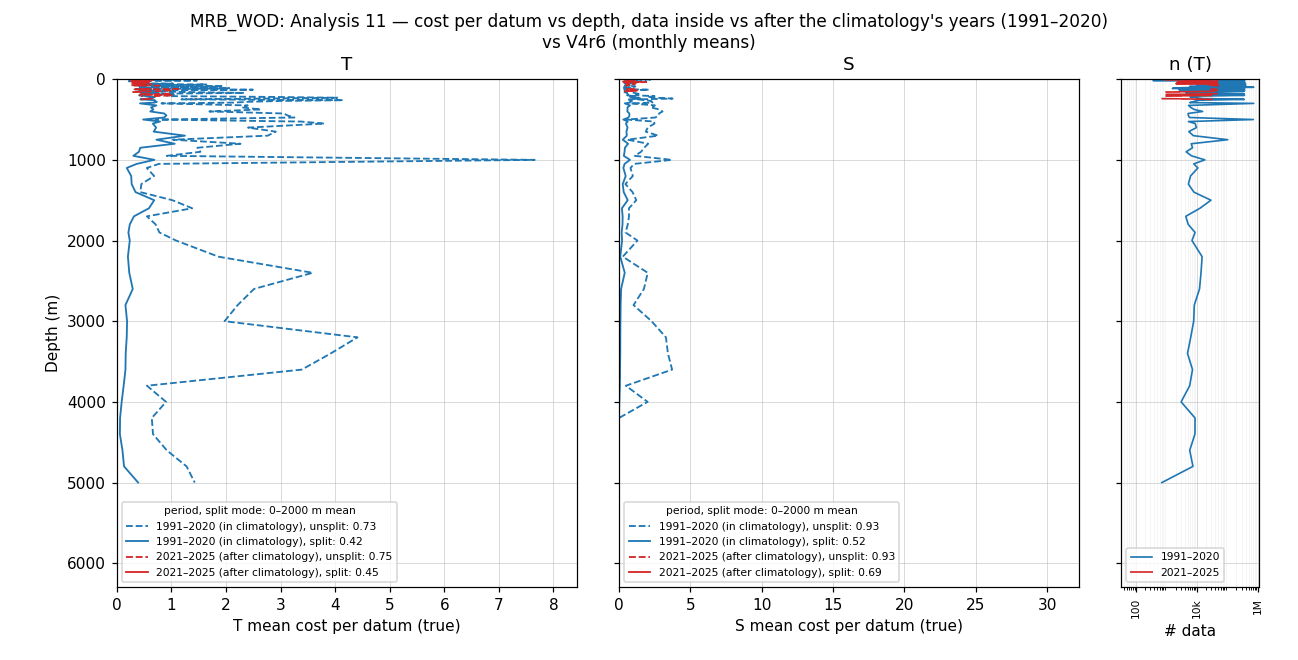 MRB_WOD: Analysis 11 — cost per datum vs depth, data inside vs after the climatology's years (1991–2020)
vs V4r6 (monthly means)
T
S
n (T)
Depth (m)
0
1000
2000
3000
4000
5000
6000
period, split mode: 0–2000 m mean
1991–2020 (in climatology), unsplit: 0.73
1991–2020 (in climatology), split: 0.42
2021–2025 (after climatology), unsplit: 0.75
2021–2025 (after climatology), split: 0.45
0 1 2 3 4 5 6 7 8
T mean cost per datum (true)
period, split mode: 0–2000 m mean
1991–2020 (in climatology), unsplit: 0.93
1991–2020 (in climatology), split: 0.52
2021–2025 (after climatology), unsplit: 0.93
2021–2025 (after climatology), split: 0.69
0 5 10 15 20 25 30
S mean cost per datum (true)
1991–2020
2021–2025
100 10k 1M
# data